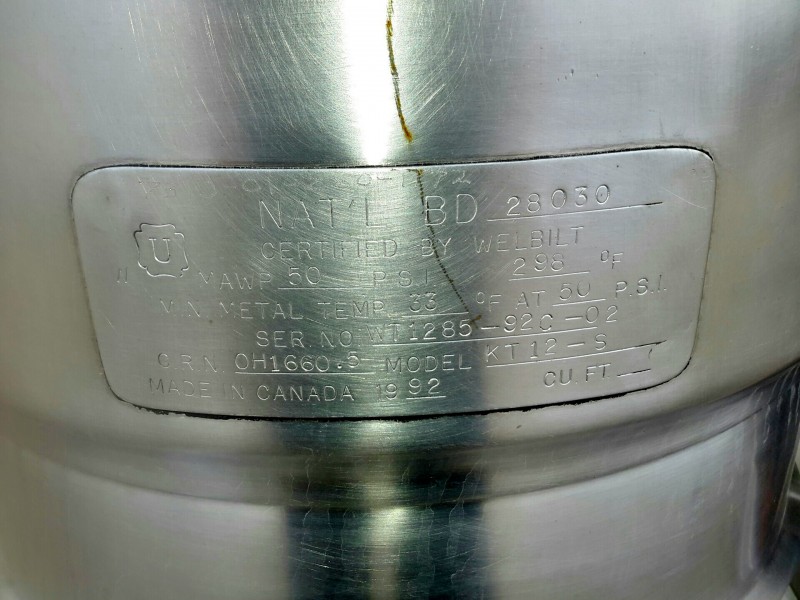 NAT'L BD 28030
U CERTIFIED BY WELBILT
MAWP 50 P.S.I. 298 °F
MIN. METAL TEMP. 33 °F AT 50 P.S.I.
SER. NO. WT1285-92C-02
C.R.N. OH1660.5 MODEL KT12-S
MADE IN CANADA 1992 CU. FT.